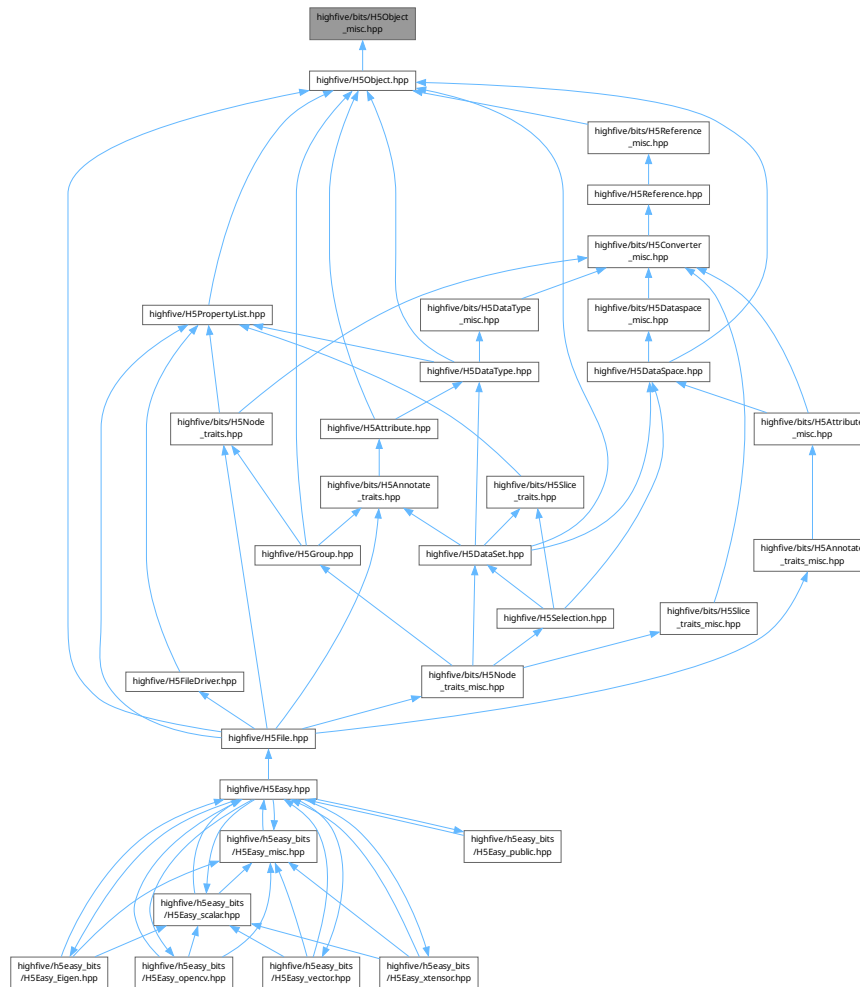 highfive/bits/H5Object
_misc.hpp
highfive/H5Object.hpp
highfive/bits/H5Reference
_misc.hpp
highfive/H5Reference.hpp
highfive/bits/H5Converter
_misc.hpp
highfive/H5PropertyList.hpp
highfive/bits/H5DataType
_misc.hpp
highfive/bits/H5Dataspace
_misc.hpp
highfive/H5DataType.hpp
highfive/H5DataSpace.hpp
highfive/bits/H5Node
_traits.hpp
highfive/H5Attribute.hpp
highfive/bits/H5Attribute
_misc.hpp
highfive/bits/H5Annotate
_traits.hpp
highfive/bits/H5Slice
_traits.hpp
highfive/H5Group.hpp
highfive/H5DataSet.hpp
highfive/bits/H5Annotate
_traits_misc.hpp
highfive/H5Selection.hpp
highfive/bits/H5Slice
_traits_misc.hpp
highfive/H5FileDriver.hpp
highfive/bits/H5Node
_traits_misc.hpp
highfive/H5File.hpp
highfive/H5Easy.hpp
highfive/h5easy_bits
/H5Easy_misc.hpp
highfive/h5easy_bits
/H5Easy_public.hpp
highfive/h5easy_bits
/H5Easy_scalar.hpp
highfive/h5easy_bits
/H5Easy_Eigen.hpp
highfive/h5easy_bits
/H5Easy_opencv.hpp
highfive/h5easy_bits
/H5Easy_vector.hpp
highfive/h5easy_bits
/H5Easy_xtensor.hpp